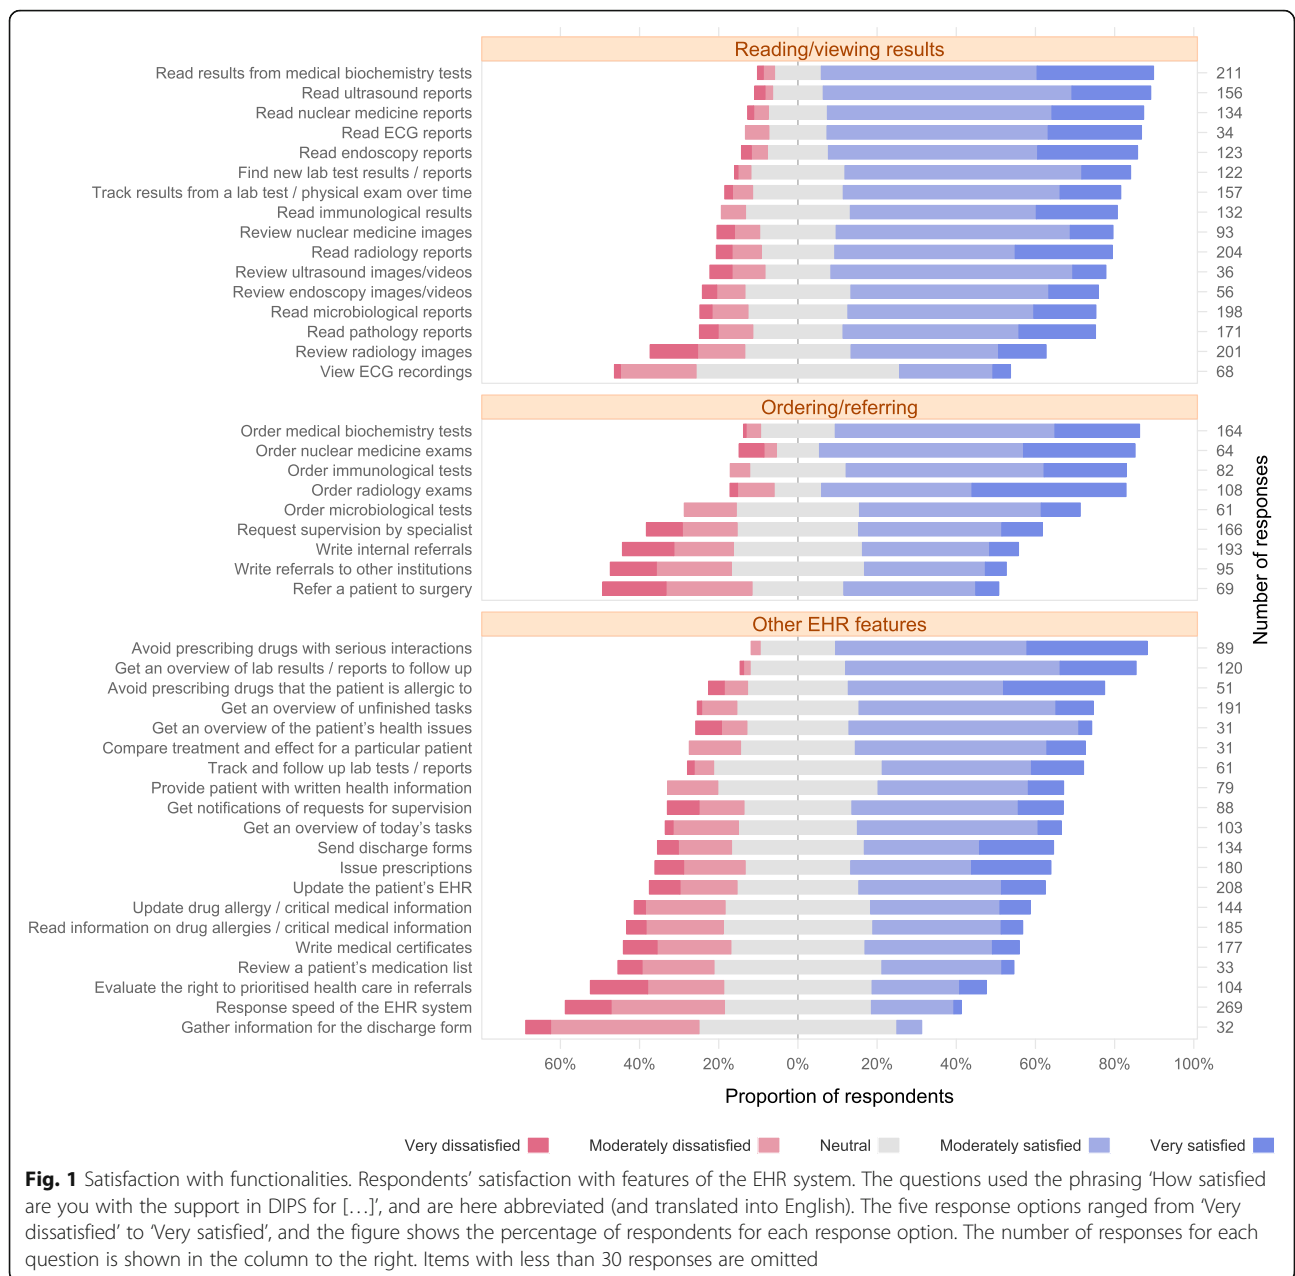 Reading/viewing results
Read results from medical biochemistry tests 211
Read ultrasound reports 156
Read nuclear medicine reports 134
Read ECG reports 34
Read endoscopy reports 123
Find new lab test results / reports 122
Track results from a lab test / physical exam over time 157
Read immunological results 132
Review nuclear medicine images 93
Read radiology reports 204
Review ultrasound images/videos 36
Review endoscopy images/videos 56
Read microbiological reports 198
Read pathology reports 171
Review radiology images 201
View ECG recordings 68
Ordering/referring
Order medical biochemistry tests 164
Order nuclear medicine exams 64
Order immunological tests 82
Order radiology exams 108
Order microbiological tests 61
Request supervision by specialist 166
Write internal referrals 193
Write referrals to other institutions 95
Refer a patient to surgery 69
Number of responses
Other EHR features
Avoid prescribing drugs with serious interactions 89
Get an overview of lab results / reports to follow up 120
Avoid prescribing drugs that the patient is allergic to 51
Get an overview of unfinished tasks 191
Get an overview of the patient's health issues 31
Compare treatment and effect for a particular patient 31
Track and follow up lab tests / reports 61
Provide patient with written health information 79
Get notifications of requests for supervision 88
Get an overview of today's tasks 103
Send discharge forms 134
Issue prescriptions 180
Update the patient's EHR 208
Update drug allergy / critical medical information 144
Read information on drug allergies / critical medical information 185
Write medical certificates 177
Review a patient's medication list 33
Evaluate the right to prioritised health care in referrals 104
Response speed of the EHR system 269
Gather information for the discharge form 32
60% 40% 20% 0% 20% 40% 60% 80% 100%
Proportion of respondents
Very dissatisfied Moderately dissatisfied Neutral Moderately satisfied Very satisfied
Fig. 1 Satisfaction with functionalities. Respondents' satisfaction with features of the EHR system. The questions used the phrasing 'How satisfied
are you with the support in DIPS for […]', and are here abbreviated (and translated into English). The five response options ranged from 'Very
dissatisfied' to 'Very satisfied', and the figure shows the percentage of respondents for each response option. The number of responses for each
question is shown in the column to the right. Items with less than 30 responses are omitted